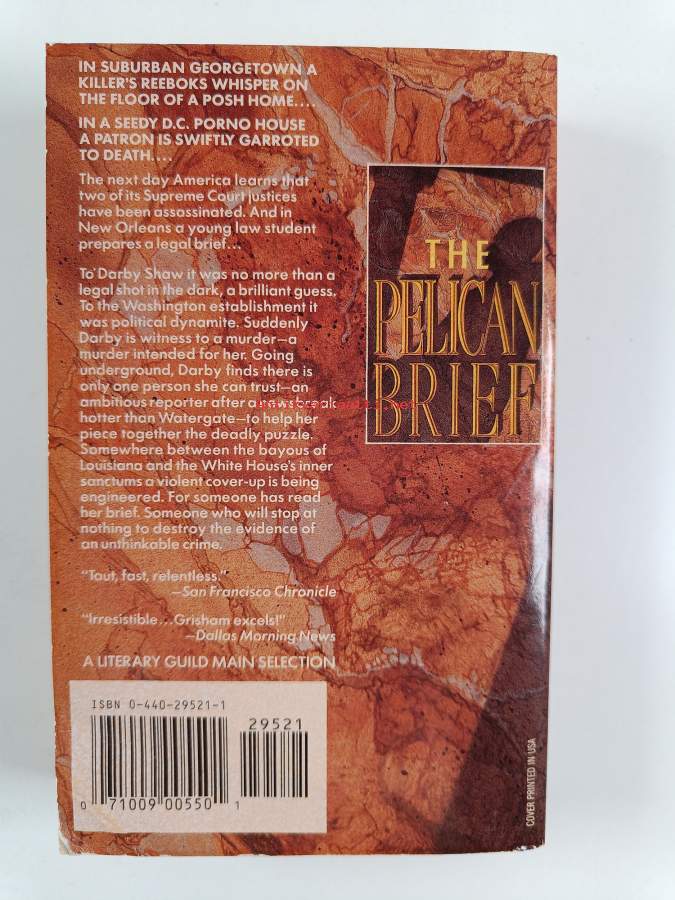 IN SUBURBAN GEORGETOWN A
KILLER'S REEBOKS WHISPER ON
THE FLOOR OF A POSH HOME....
IN A SEEDY D.C. PORNO HOUSE
A PATRON IS SWIFTLY GARROTED
TO DEATH....
The next day America learns that
two of its Supreme Court justices
have been assassinated. And in
New Orleans a young law student
prepares a legal brief...
To Darby Shaw it was no more than a
legal shot in the dark, a brilliant guess.
To the Washington establishment it
was political dynamite. Suddenly
Darby is witness to a murder—a
murder intended for her. Going
underground, Darby finds there is
only one person she can trust—an
ambitious reporter after a newsbreak
hotter than Watergate—to help her
piece together the deadly puzzle.
Somewhere between the bayous of
Louisiana and the White House's inner
sanctums a violent cover-up is being
engineered. For someone has read
her brief. Someone who will stop at
nothing to destroy the evidence of
an unthinkable crime.
"Taut, fast, relentless."
—San Francisco Chronicle
"Irresistible...Grisham excels!"
—Dallas Morning News
A LITERARY GUILD MAIN SELECTION
THE
PELICAN
BRIEF
ISBN 0-440-29521-1
29521
0 71009 00550 1
COVER PRINTED IN USA